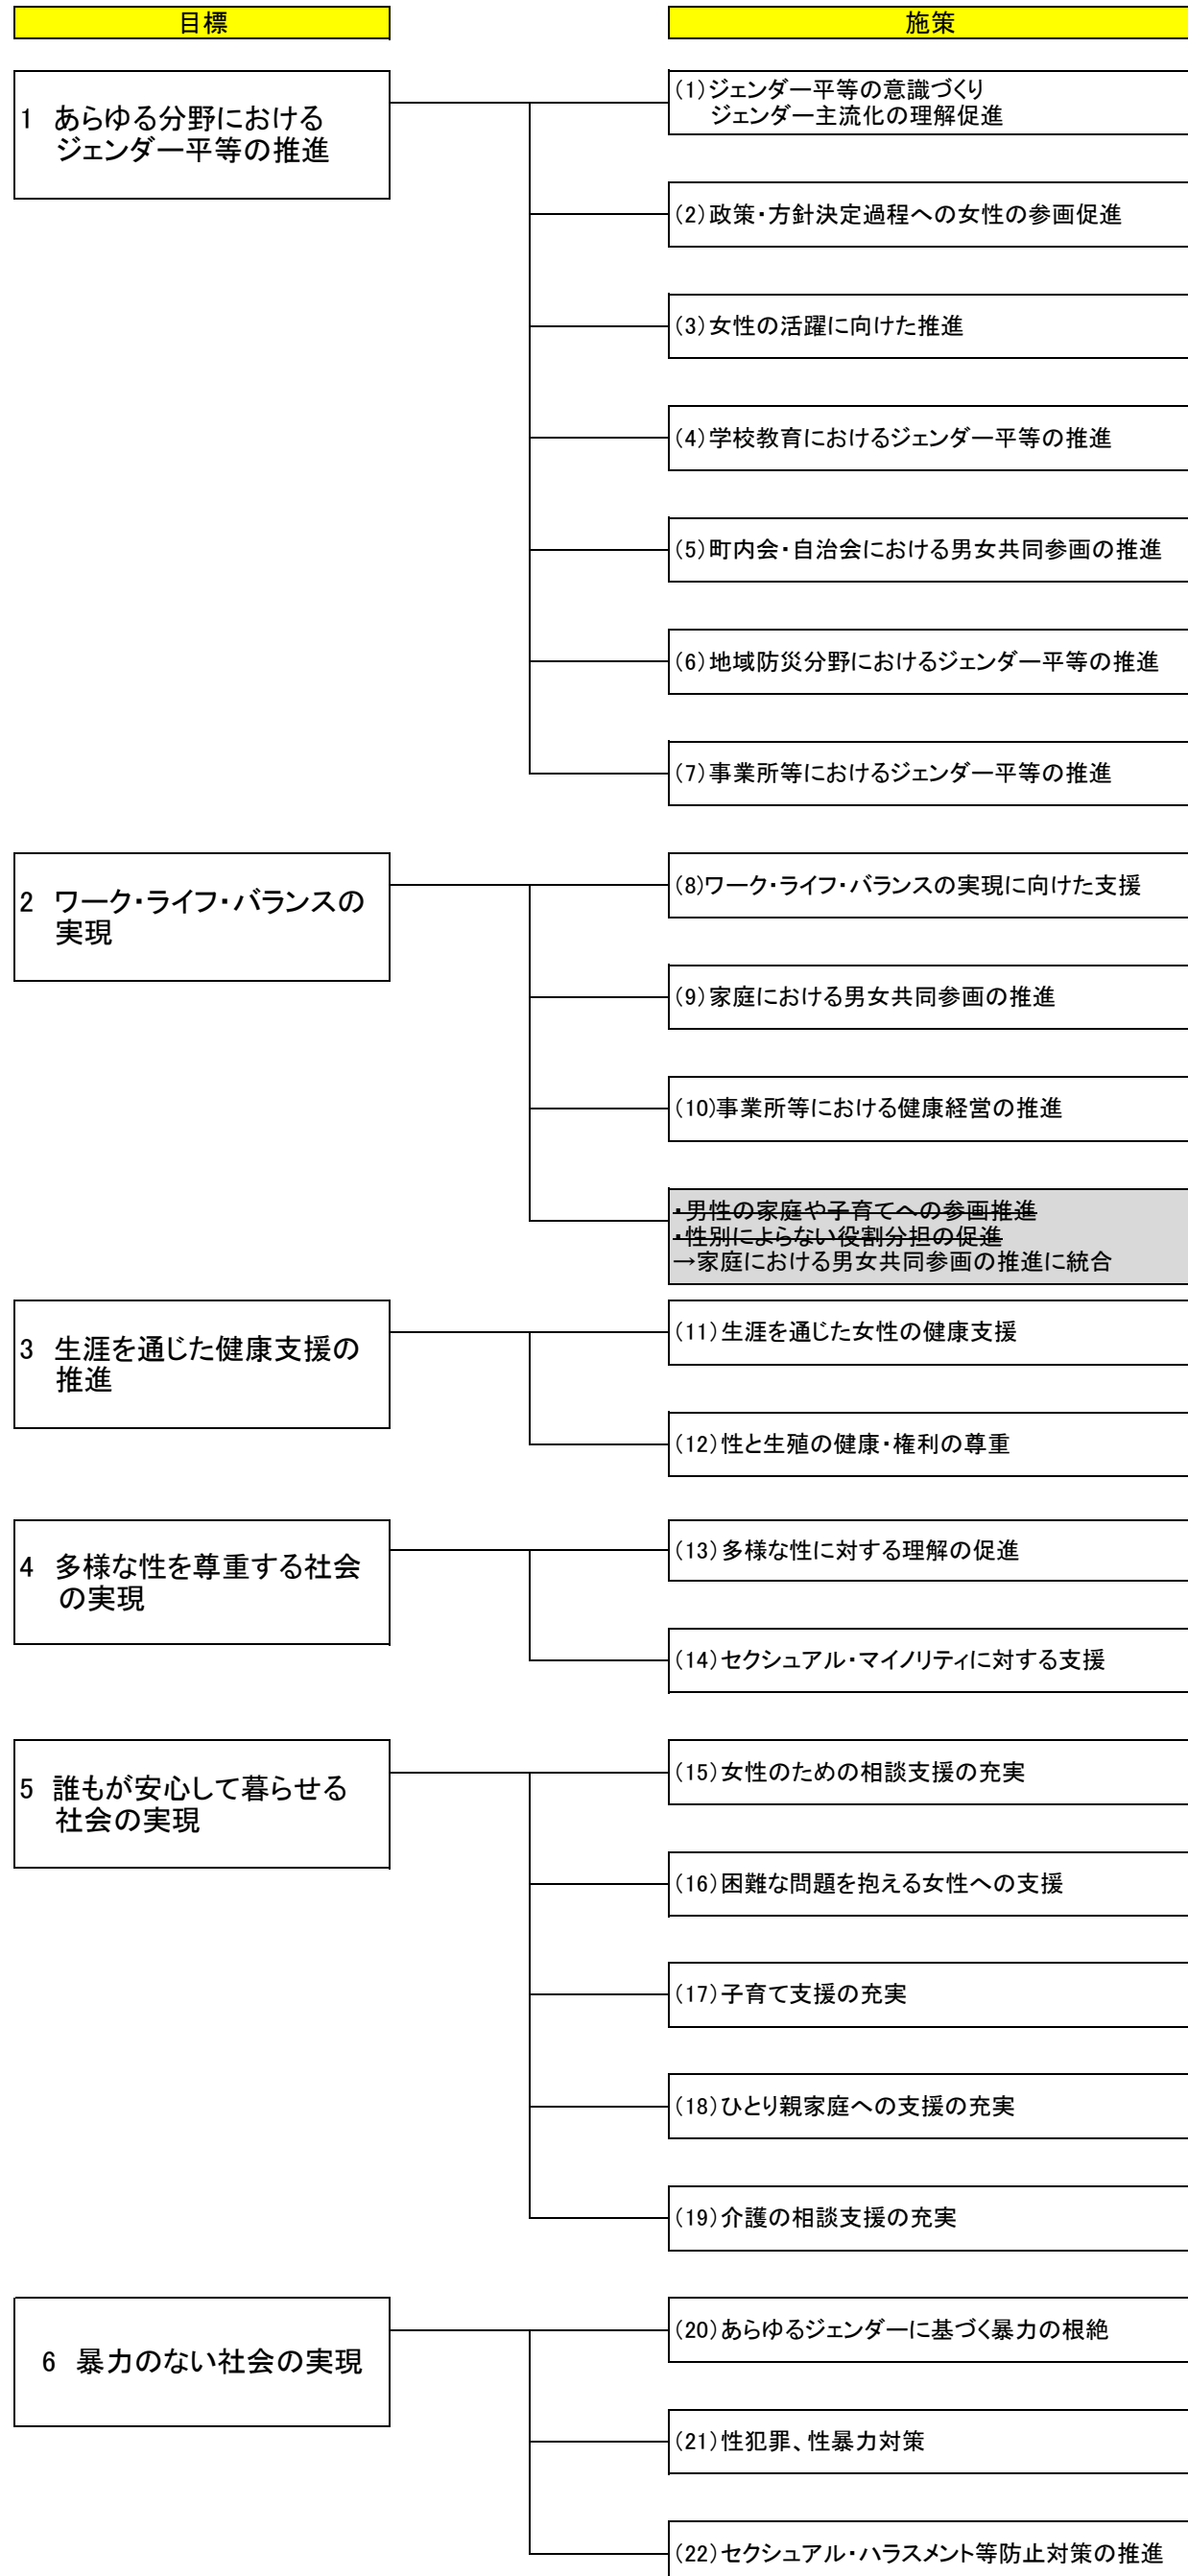 目標
施策
1 あらゆる分野における
ジェンダー平等の推進
(1)ジェンダー平等の意識づくり
ジェンダー主流化の理解促進
(2)政策・方針決定過程への女性の参画促進
(3)女性の活躍に向けた推進
(4)学校教育におけるジェンダー平等の推進
(5)町内会・自治会における男女共同参画の推進
(6)地域防災分野におけるジェンダー平等の推進
(7)事業所等におけるジェンダー平等の推進
2 ワーク・ライフ・バランスの
実現
(8)ワーク・ライフ・バランスの実現に向けた支援
(9)家庭における男女共同参画の推進
(10)事業所等における健康経営の推進
・男性の家庭や子育てへの参画推進
・性別によらない役割分担の促進
→家庭における男女共同参画の推進に統合
3 生涯を通じた健康支援の
推進
(11)生涯を通じた女性の健康支援
(12)性と生殖の健康・権利の尊重
4 多様な性を尊重する社会
の実現
(13)多様な性に対する理解の促進
(14)セクシュアル・マイノリティに対する支援
5 誰もが安心して暮らせる
社会の実現
(15)女性のための相談支援の充実
(16)困難な問題を抱える女性への支援
(17)子育て支援の充実
(18)ひとり親家庭への支援の充実
(19)介護の相談支援の充実
6 暴力のない社会の実現
(20)あらゆるジェンダーに基づく暴力の根絶
(21)性犯罪、性暴力対策
(22)セクシュアル・ハラスメント等防止対策の推進